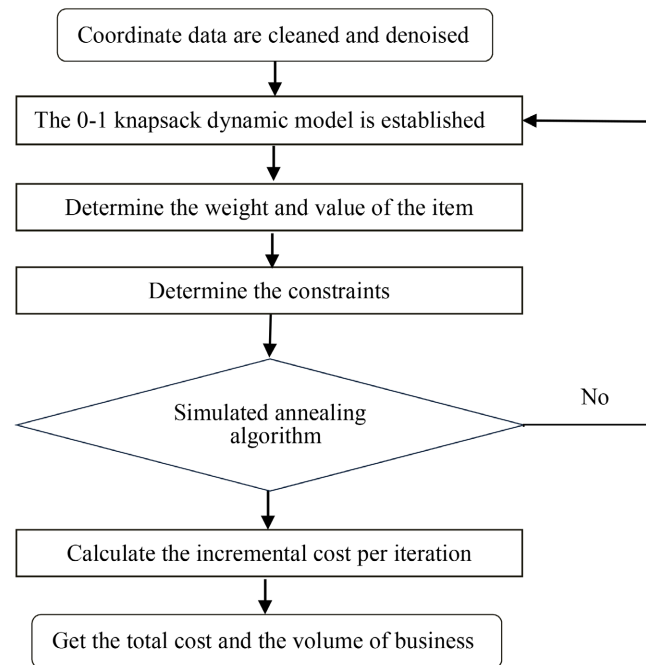 Coordinate data are cleaned and denoised
The 0-1 knapsack dynamic model is established
Determine the weight and value of the item
Determine the constraints
Simulated annealing
algorithm
No
Calculate the incremental cost per iteration
Get the total cost and the volume of business